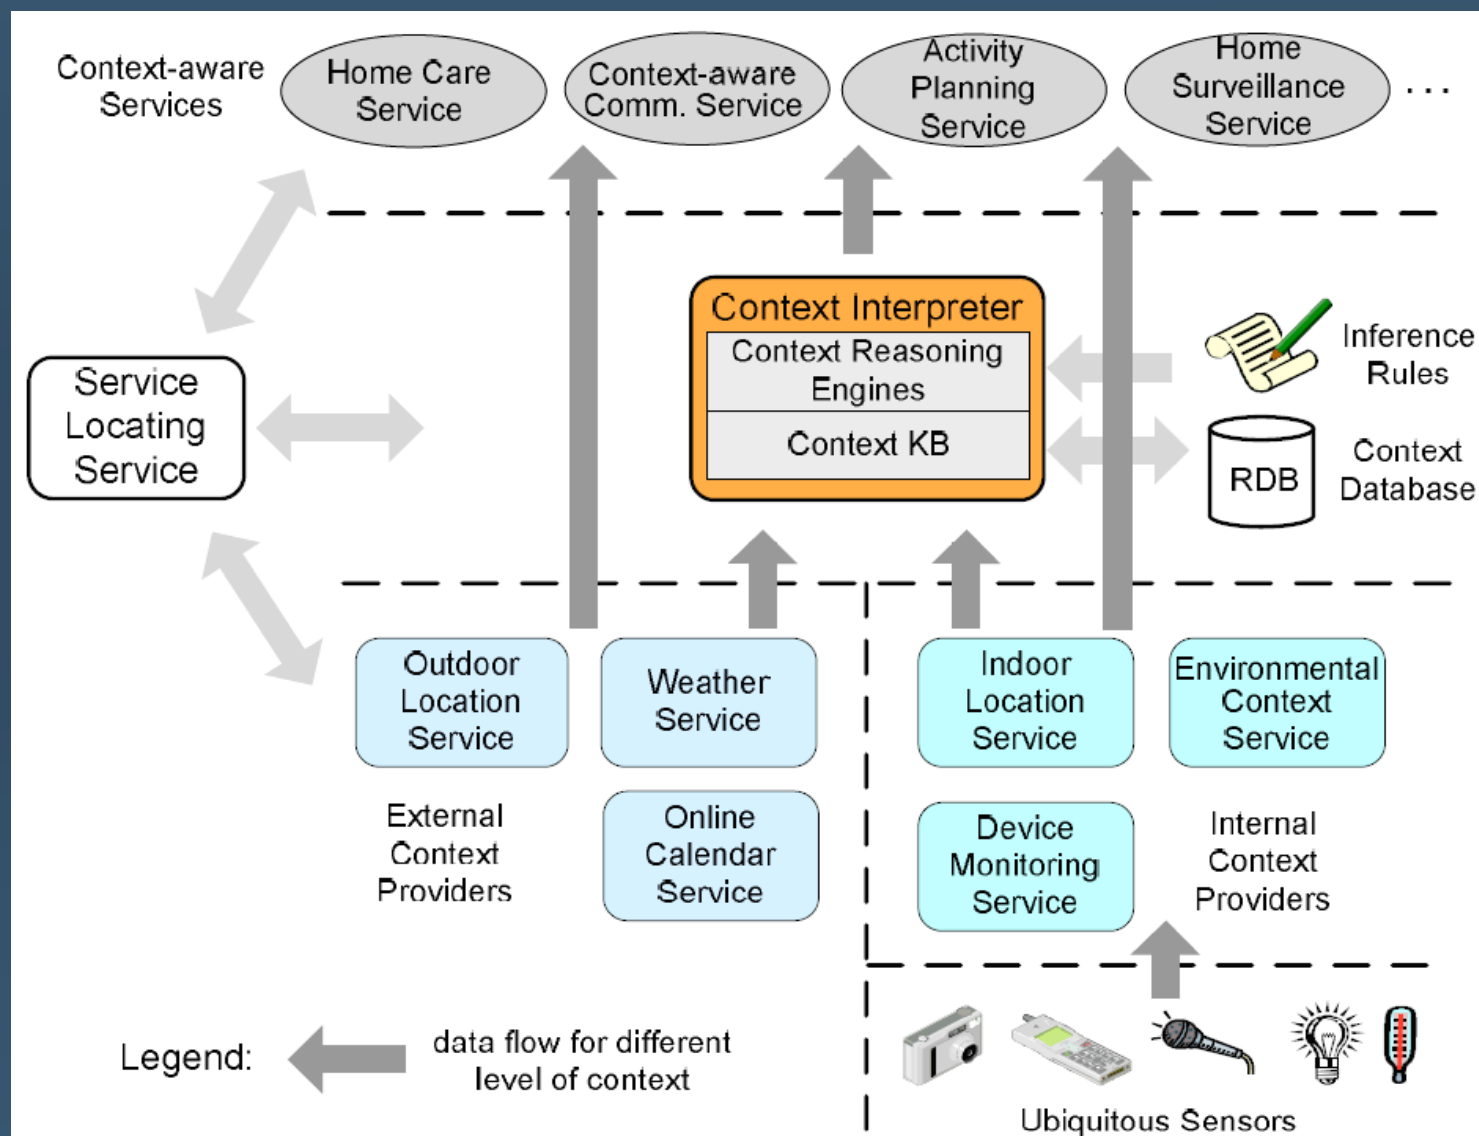 Context-aware
Services
Home Care
Service
Context-aware
Comm. Service
Activity
Planning
Service
Home
Surveillance
Service
...
Context Interpreter
Context Reasoning
Engines
Context KB
Inference
Rules
RDB
Context
Database
Service
Locating
Service
Outdoor
Location
Service
Weather
Service
Indoor
Location
Service
Environmental
Context
Service
External
Context
Providers
Online
Calendar
Service
Device
Monitoring
Service
Internal
Context
Providers
Legend:
data flow for different
level of context
Ubiquitous Sensors